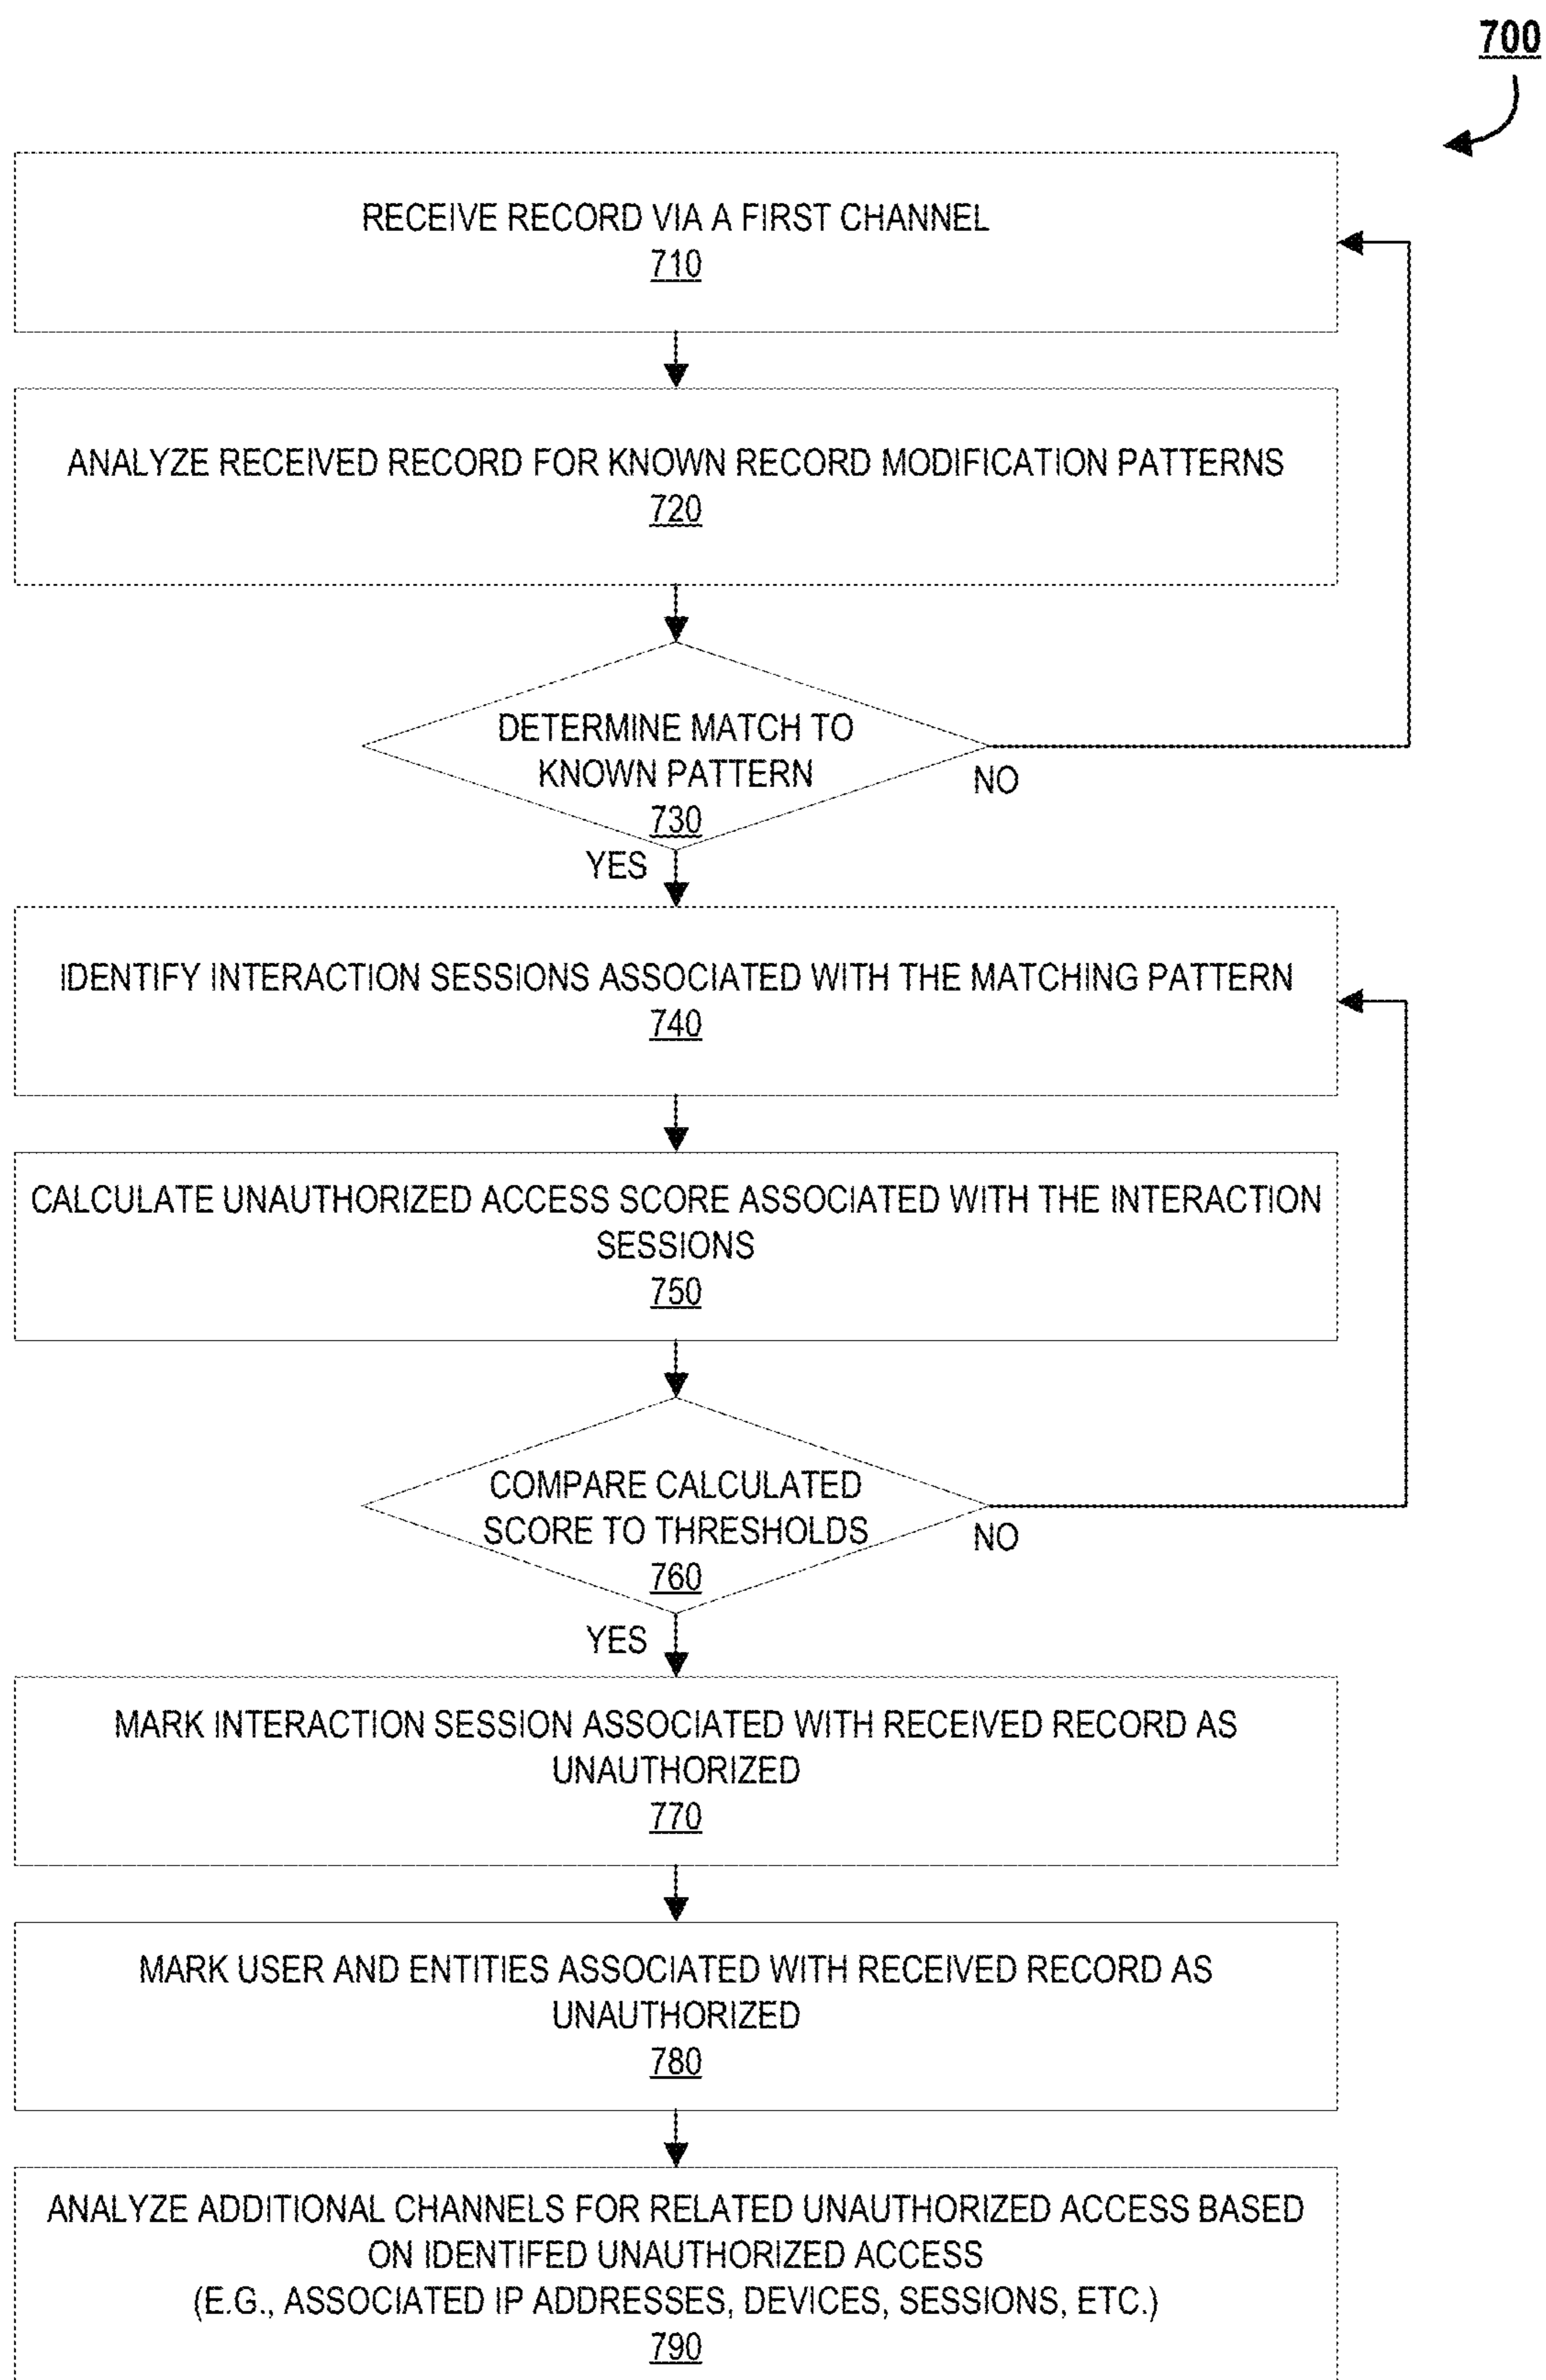 700
RECEIVE RECORD VIA A FIRST CHANNEL
710
ANALYZE RECEIVED RECORD FOR KNOWN RECORD MODIFICATION PATTERNS
720
DETERMINE MATCH TO
KNOWN PATTERN
730
NO
YES
IDENTIFY INTERACTION SESSIONS ASSOCIATED WITH THE MATCHING PATTERN
740
CALCULATE UNAUTHORIZED ACCESS SCORE ASSOCIATED WITH THE INTERACTION
SESSIONS
750
COMPARE CALCULATED
SCORE TO THRESHOLDS
760
NO
YES
MARK INTERACTION SESSION ASSOCIATED WITH RECEIVED RECORD AS
UNAUTHORIZED
770
MARK USER AND ENTITIES ASSOCIATED WITH RECEIVED RECORD AS
UNAUTHORIZED
780
ANALYZE ADDITIONAL CHANNELS FOR RELATED UNAUTHORIZED ACCESS BASED
ON IDENTIFED UNAUTHORIZED ACCESS
(E.G., ASSOCIATED IP ADDRESSES, DEVICES, SESSIONS, ETC.)
790